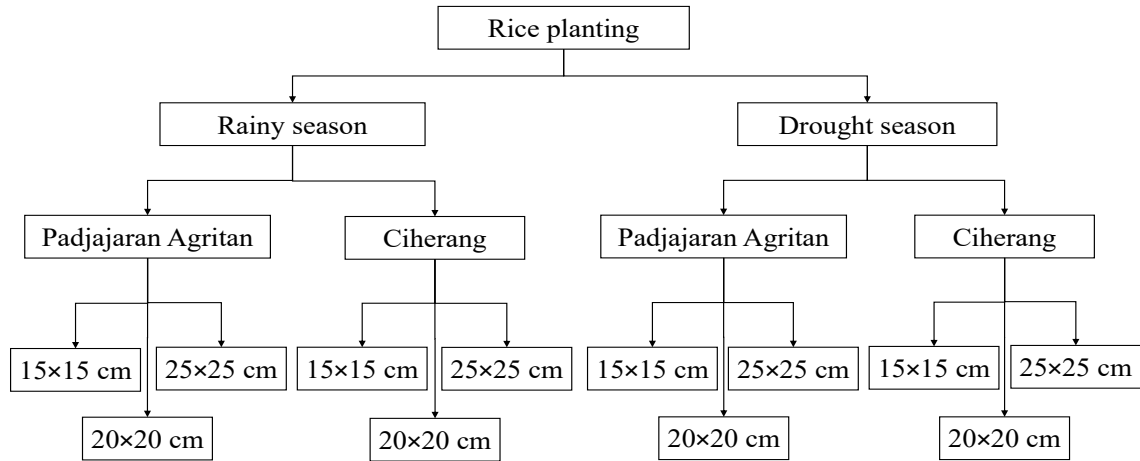 Rice planting
Rainy season
Drought season
Padjajaran Agritan
Ciherang
Padjajaran Agritan
Ciherang
15×15 cm
25×25 cm
15×15 cm
25×25 cm
15×15 cm
25×25 cm
15×15 cm
25×25 cm
20×20 cm
20×20 cm
20×20 cm
20×20 cm